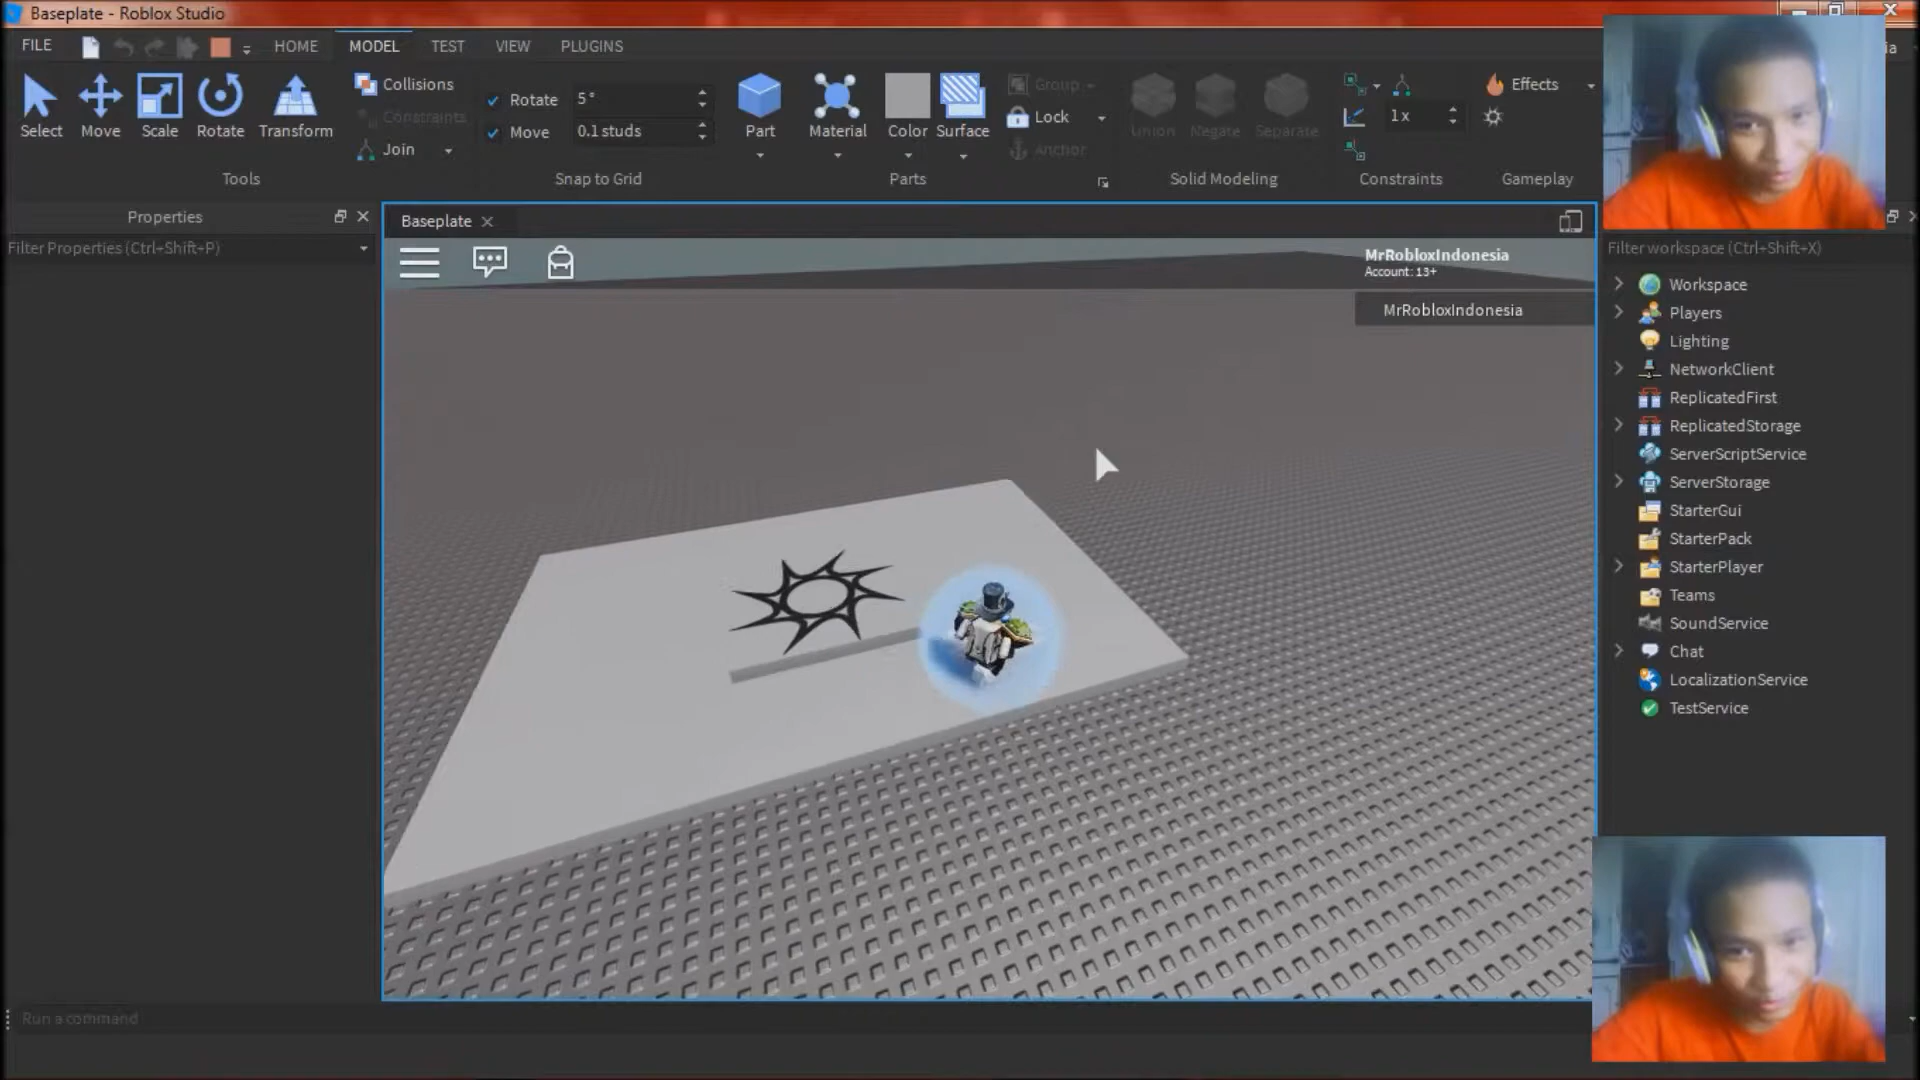 Baseplate - Roblox Studio
FILE HOME MODEL TEST VIEW PLUGINS
ia
Select Move Scale Rotate Transform
Tools
Collisions
Constraints
Join
Rotate 5°
Move 0.1 studs
Snap to Grid
Part Material Color Surface
Group
Lock
Anchor
Parts
Union Negate Separate
Solid Modeling
1x
Constraints
Effects
Gameplay
Properties
Filter Properties (Ctrl+Shift+P)
Baseplate
MrRobloxIndonesia
Account: 13+
MrRobloxIndonesia
Filter workspace (Ctrl+Shift+X)
Workspace
Players
Lighting
NetworkClient
ReplicatedFirst
ReplicatedStorage
ServerScriptService
ServerStorage
StarterGui
StarterPack
StarterPlayer
Teams
SoundService
Chat
LocalizationService
TestService
Run a command